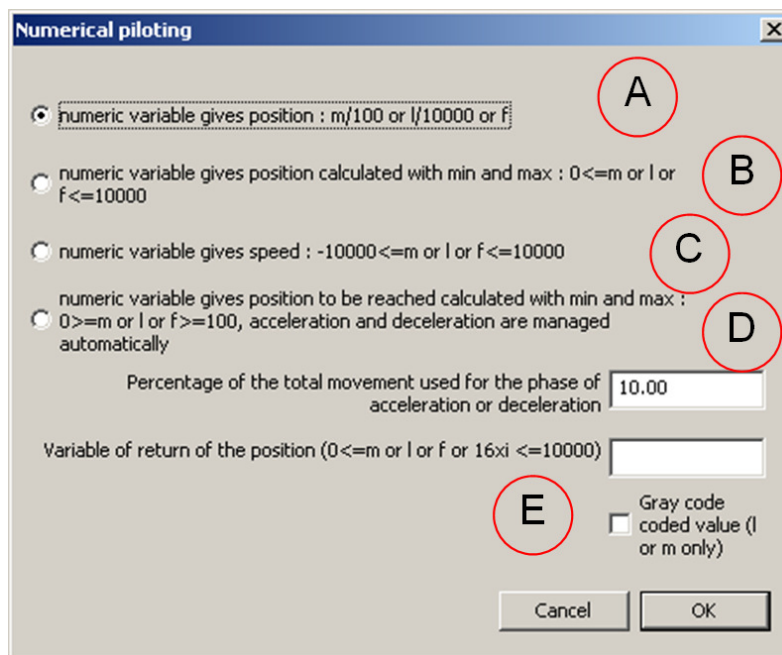 Numerical piloting
A
numeric variable gives position : m/100 or l/10000 or f
numeric variable gives position calculated with min and max : 0<=m or l or
f<=10000
B
numeric variable gives speed : -10000<=m or l or f<=10000
C
numeric variable gives position to be reached calculated with min and max :
0>=m or l or f>=100, acceleration and deceleration are managed
automatically
D
Percentage of the total movement used for the phase of
acceleration or deceleration
10.00
Variable of return of the position (0<=m or l or f or 16xi <=10000)
E
Gray code
coded value (l
or m only)
Cancel
OK